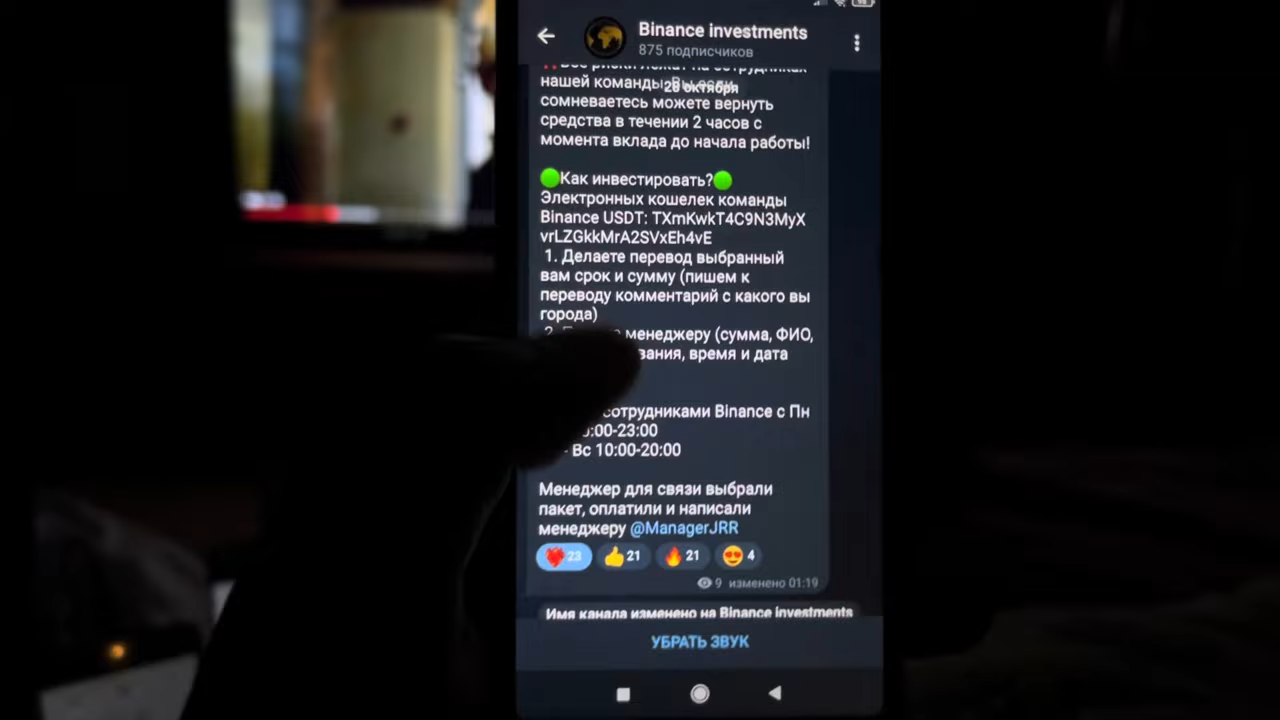 Binance investments
875 подписчиков
нашей команды
28 октября
сомневаетесь можете вернуть
средства в течении 2 часов с
момента вклада до начала работы!
Как инвестировать?
Электронных кошелек команды
Binance USDT: TXmKwkT4C9N3MyX
vrLZGkkMrA2SVxEh4vE
1. Делаете перевод выбранный
вам срок и сумму (пишем к
переводу комментарий с какого вы
города)
менеджеру (сумма, ФИО,
время и дата
сотрудниками Binance с Пн
:00-23:00
- Вс 10:00-20:00
Менеджер для связи выбрали
пакет, оплатили и написали
менеджеру @ManagerJRR
23 21 21 4
9 изменено 01:19
Имя канала изменено на Binance investments
УБРАТЬ ЗВУК